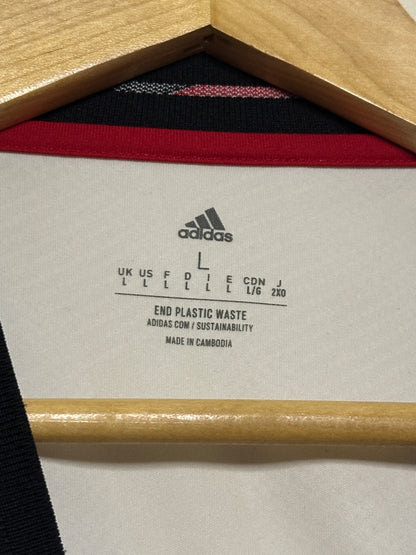 adidas
L
UK US F D I E CDN J
L L L L L L L/G 2XO
END PLASTIC WASTE
ADIDAS.COM / SUSTAINABILITY
MADE IN CAMBODIA